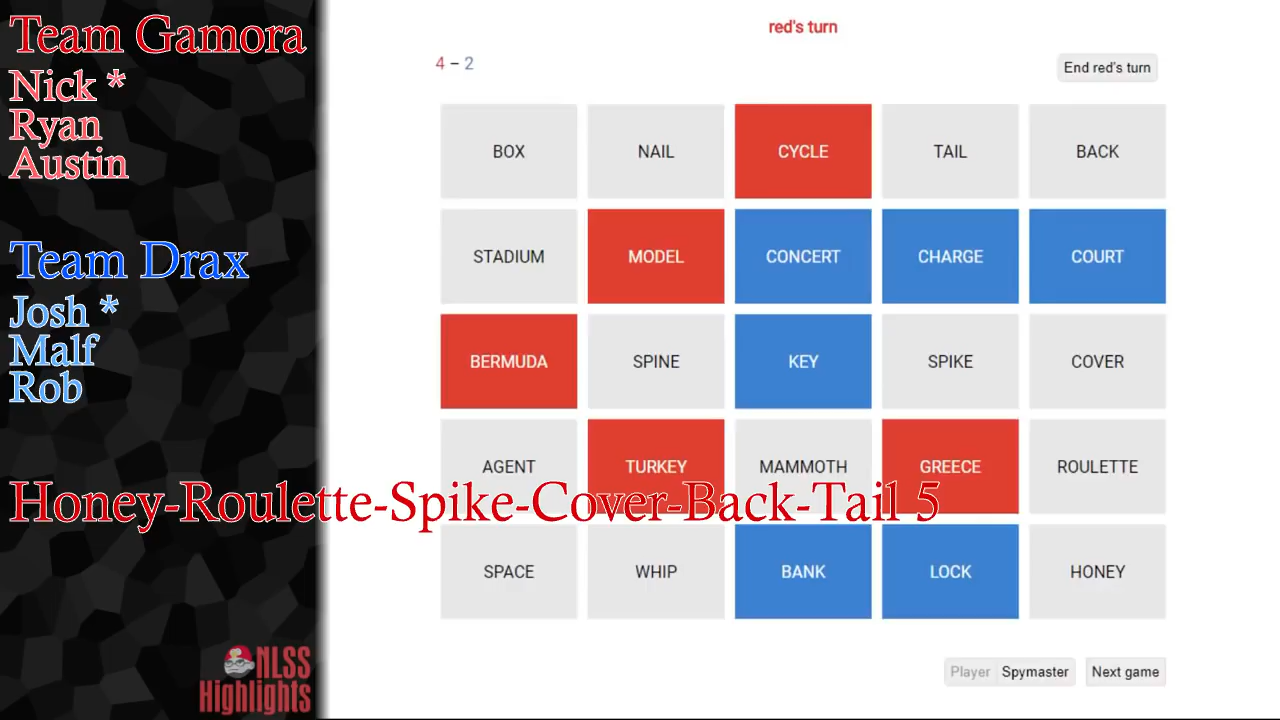 Team Gamora
Nick *
Ryan
Austin
Team Drax
Josh *
Malf
Rob
red's turn
4 – 2
End red's turn
BOX NAIL CYCLE TAIL BACK
STADIUM MODEL CONCERT CHARGE COURT
BERMUDA SPINE KEY SPIKE COVER
AGENT TURKEY MAMMOTH GREECE ROULETTE
Honey-Roulette-Spike-Cover-Back-Tail 5
SPACE WHIP BANK LOCK HONEY
Player Spymaster Next game
NLSS
Highlights